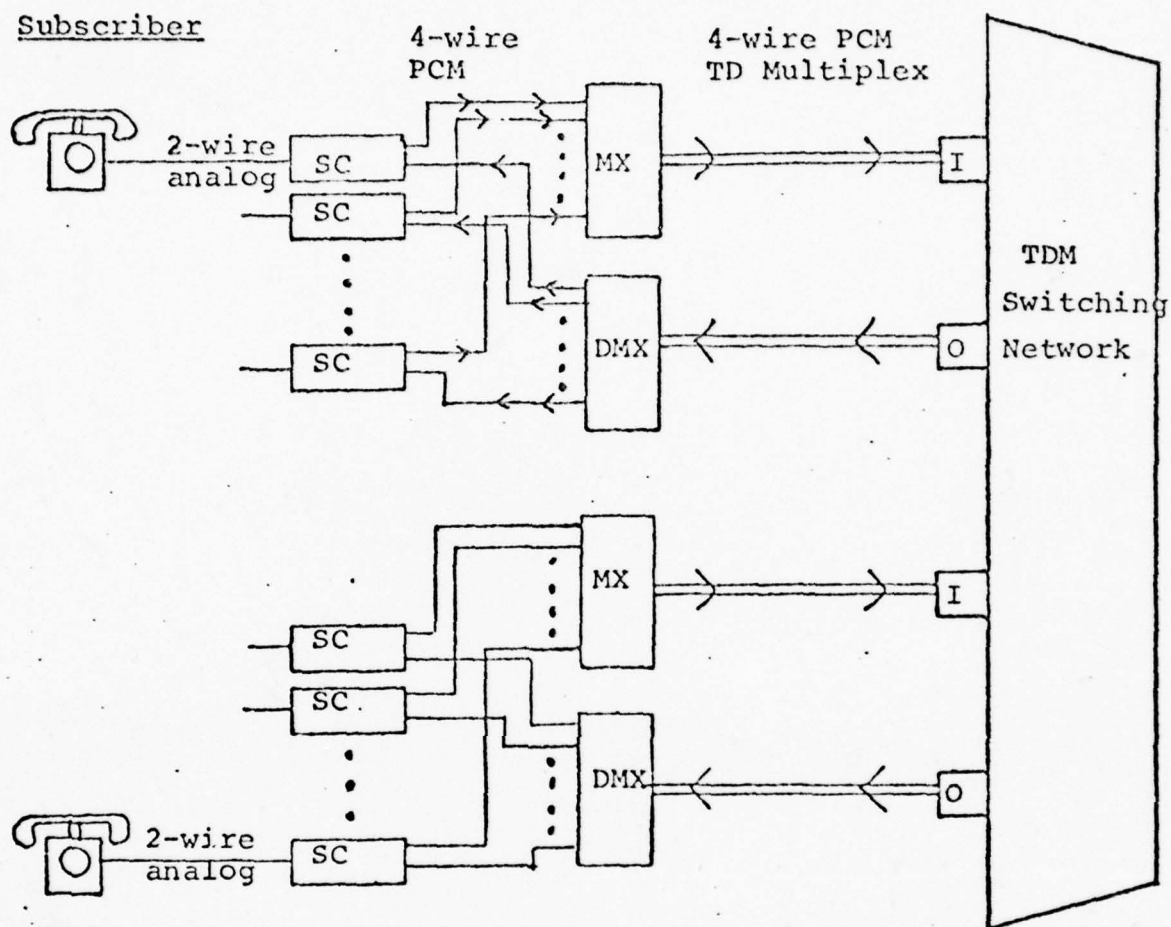 Subscriber
4-wire
PCM
4-wire PCM
TD Multiplex
2-wire
analog
SC
MX
I
SC
TDM
Switching
Network
SC
DMX
O
MX
I
SC
SC
DMX
O
2-wire
analog
SC